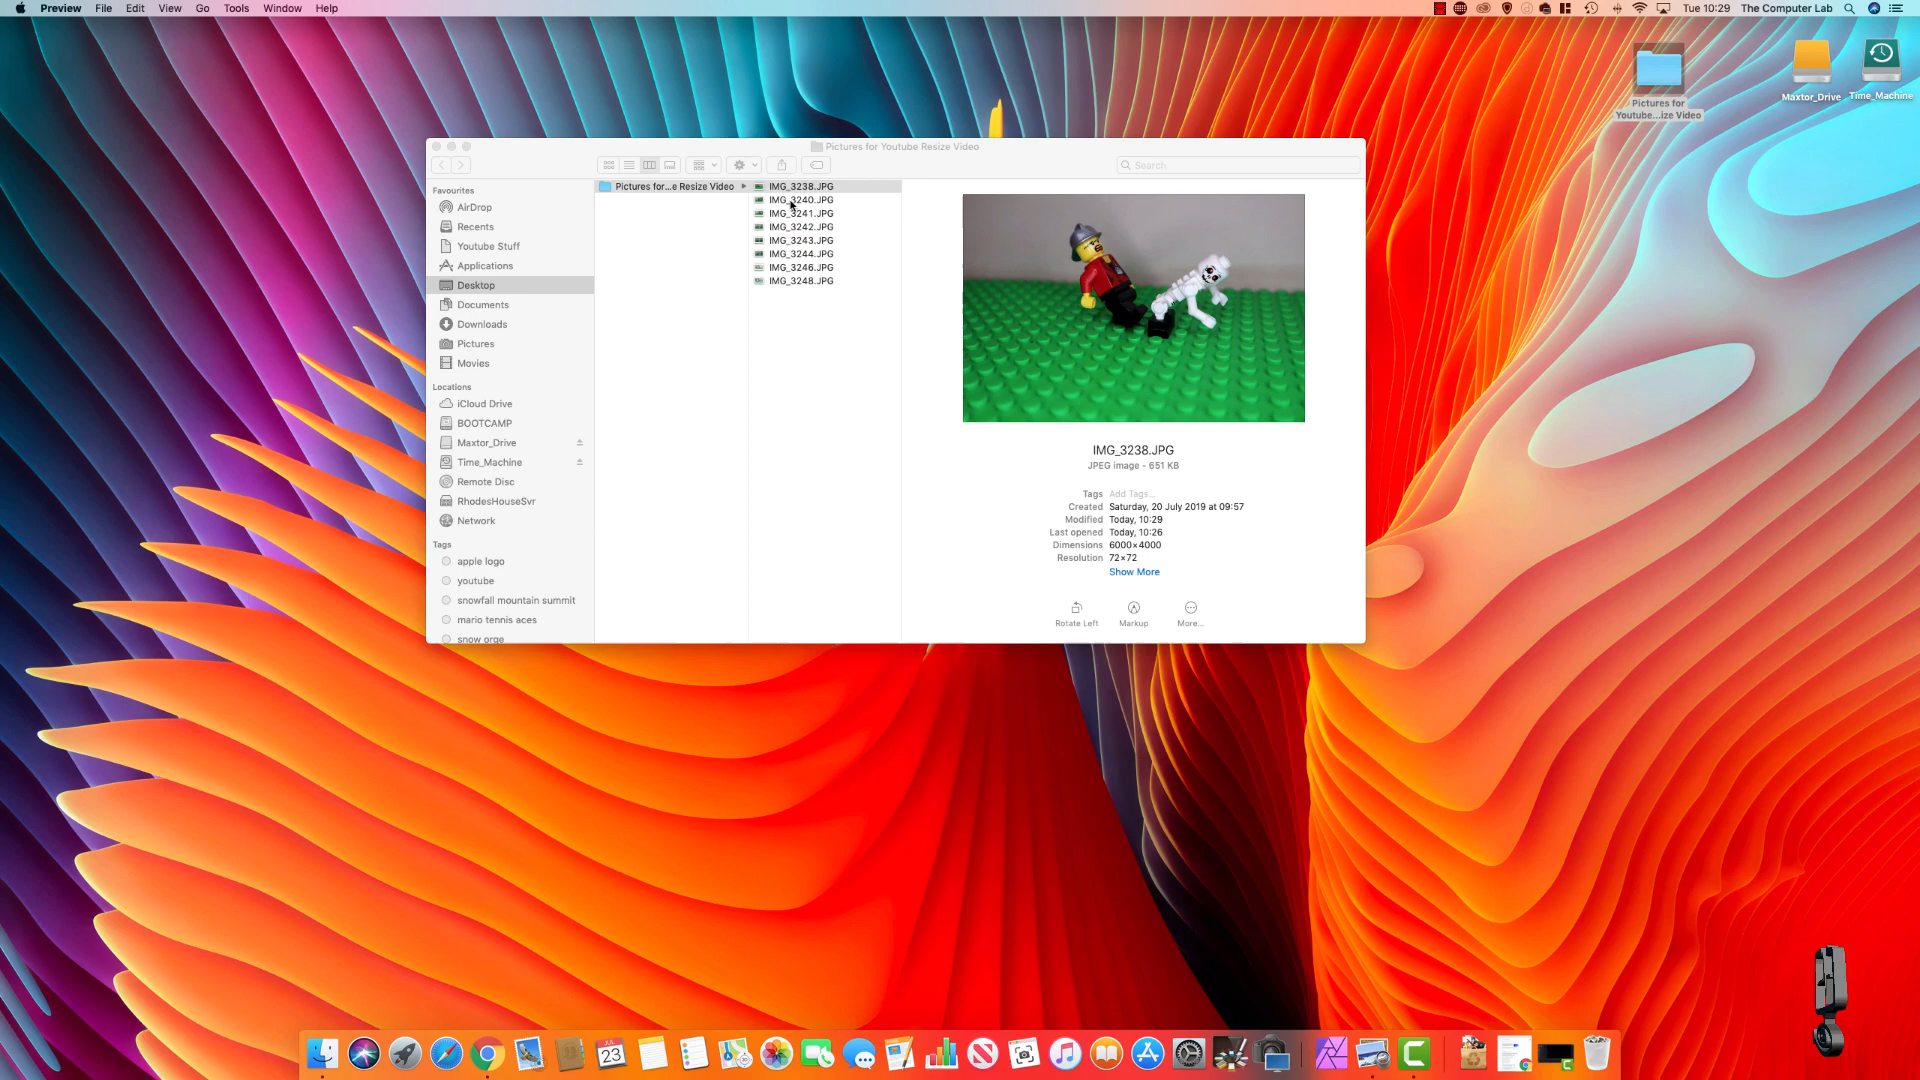 Preview File Edit View Go Tools Window Help
Tue 10:29 The Computer Lab
Pictures for
Youtube...ize Video
Maxtor_Drive
Time_Machine
Pictures for Youtube Resize Video
Search
Favourites
AirDrop
Recents
Youtube Stuff
Applications
Desktop
Documents
Downloads
Pictures
Movies
Locations
iCloud Drive
BOOTCAMP
Maxtor_Drive
Time_Machine
Remote Disc
RhodesHouseSvr
Network
Tags
apple logo
youtube
snowfall mountain summit
mario tennis aces
snow orge
Pictures for...e Resize Video
IMG_3238.JPG
IMG_3240.JPG
IMG_3241.JPG
IMG_3242.JPG
IMG_3243.JPG
IMG_3244.JPG
IMG_3246.JPG
IMG_3248.JPG
IMG_3238.JPG
JPEG image - 651 KB
Tags Add Tags...
Created Saturday, 20 July 2019 at 09:57
Modified Today, 10:29
Last opened Today, 10:26
Dimensions 6000×4000
Resolution 72×72
Show More
Rotate Left
Markup
More...
JUL
23